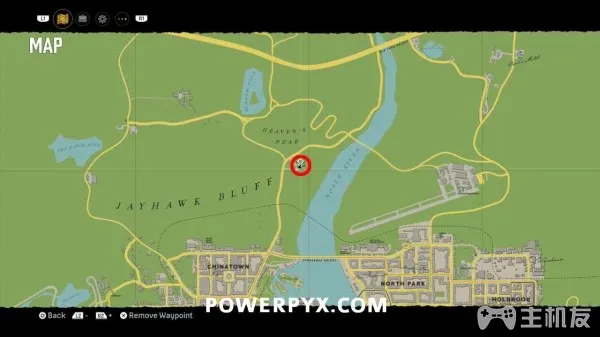 L1
R1
MAP
HEAVEN'S
PEAK
NORTH RIVER
JAYHAWK BLUFF
CHINATOWN
NORTH PARK
HOLBROOK
POWERPYX.COM
Back
L2
R2
Remove Waypoint
主机友